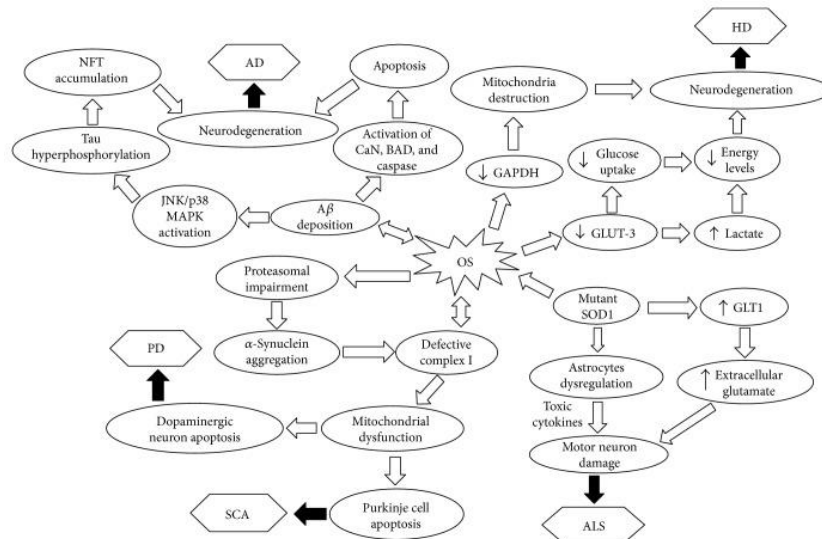 HD
NFT
accumulation
AD
Apoptosis
Mitochondria
destruction
Neurodegeneration
Neurodegeneration
Tau
hyperphosphorylation
Activation of
CaN, BAD, and
caspase
↓ GAPDH
↓ Glucose
uptake
↓ Energy
levels
JNK/p38
MAPK
activation
Aβ
deposition
↓ GLUT-3
↑ Lactate
OS
Proteasomal
impairment
Mutant
SOD1
↑ GLT1
PD
α-Synuclein
aggregation
Defective
complex I
Astrocytes
dysregulation
↑ Extracellular
glutamate
Toxic
cytokines
Dopaminergic
neuron apoptosis
Mitochondrial
dysfunction
Motor neuron
damage
SCA
Purkinje cell
apoptosis
ALS